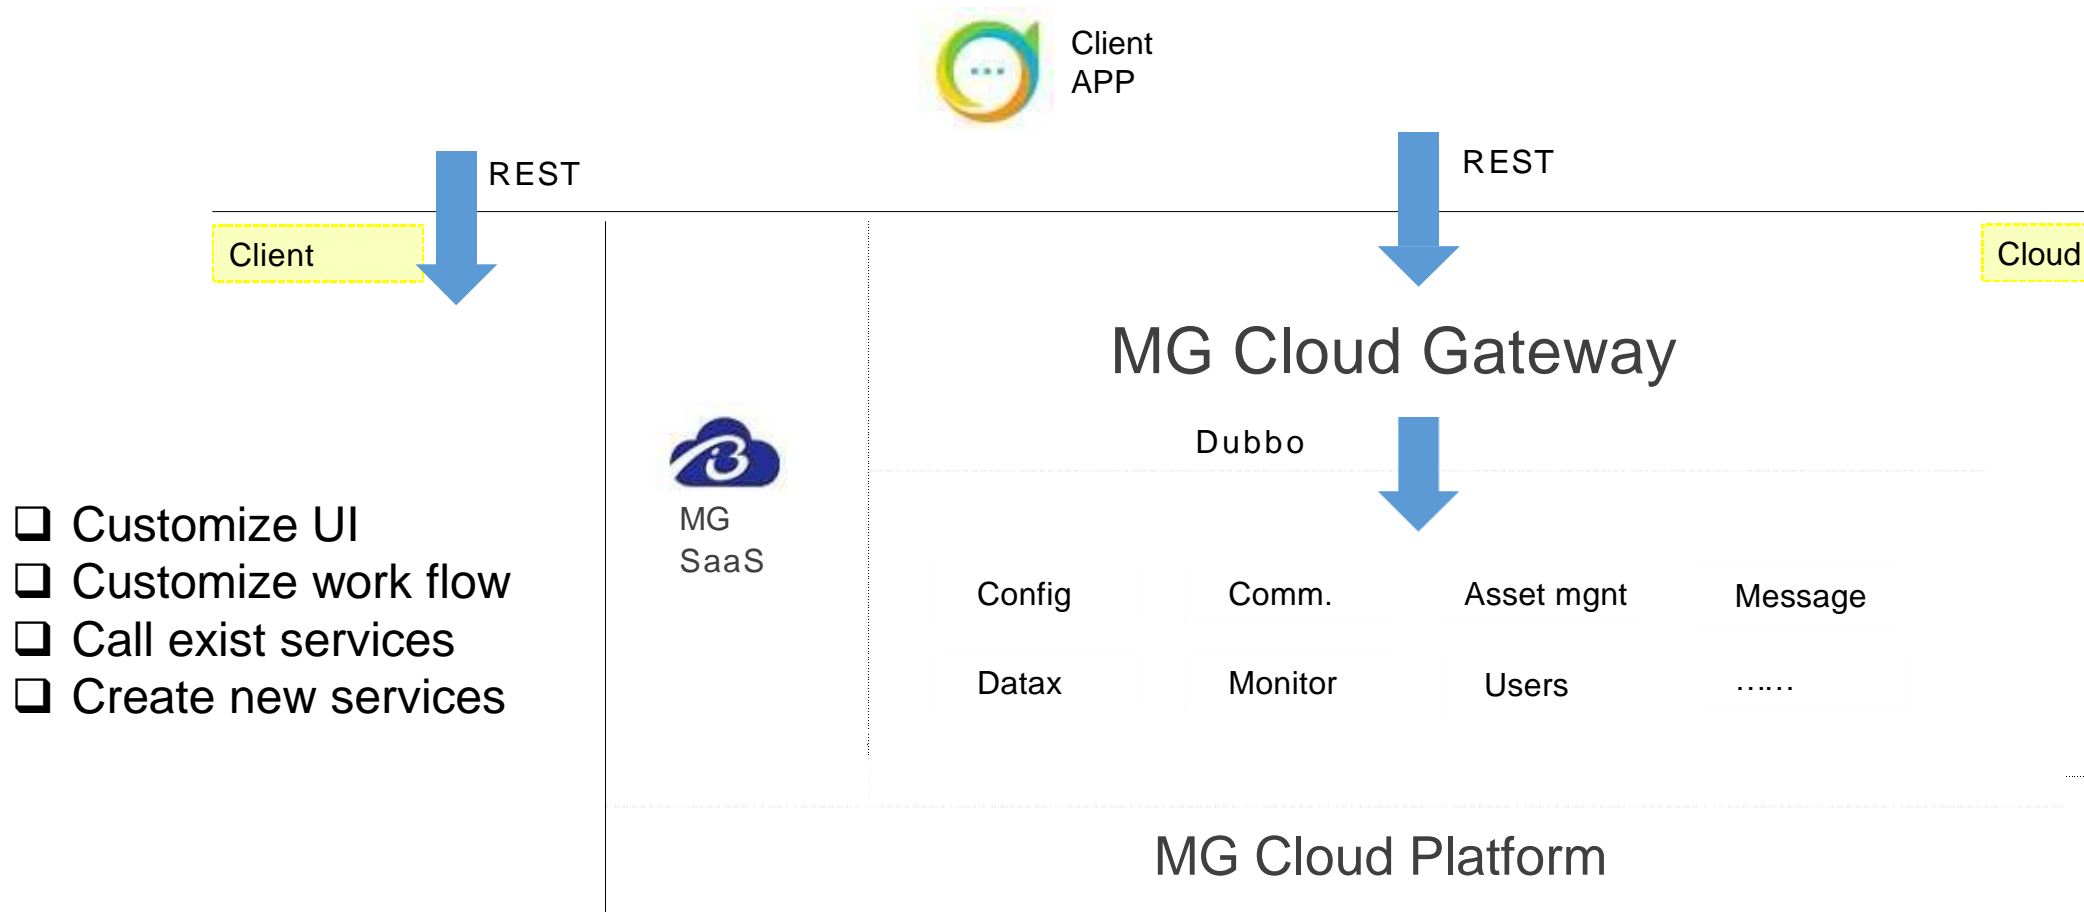 Client
APP
REST
REST
Client
Cloud
MG Cloud Gateway
Dubbo
MG
SaaS
❑ Customize UI
❑ Customize work flow
❑ Call exist services
❑ Create new services
Config
Comm.
Asset mgnt
Message
Datax
Monitor
Users
……
MG Cloud Platform